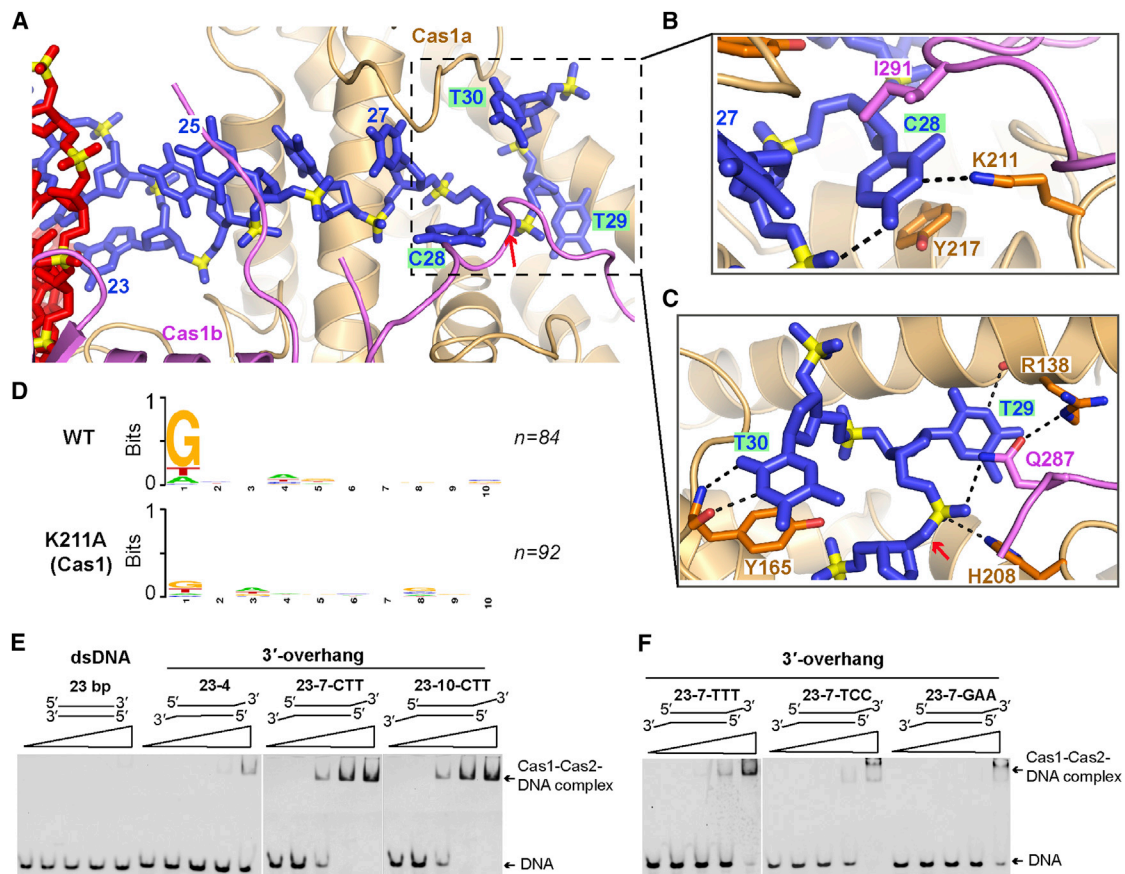 A
Cas1a
T30
25
27
T29
C28
23
Cas1b
B
I291
27
C28
K211
Y217
C
R138
T29
T30
Q287
Y165
H208
D
WT
Bits
1
0
G
1 2 3 4 5 6 7 8 9 10
n=84
K211A
(Cas1)
Bits
1
0
G
1 2 3 4 5 6 7 8 9 10
n=92
E
dsDNA
3′-overhang
23 bp
23-4
23-7-CTT
23-10-CTT
5′ 3′
3′ 5′
5′ 3′
3′ 5′
5′ 3′
3′ 5′
5′ 3′
3′ 5′
Cas1-Cas2-
DNA complex
DNA
F
3′-overhang
23-7-TTT
23-7-TCC
23-7-GAA
5′ 3′
3′ 5′
5′ 3′
3′ 5′
5′ 3′
3′ 5′
Cas1-Cas2-
DNA complex
DNA